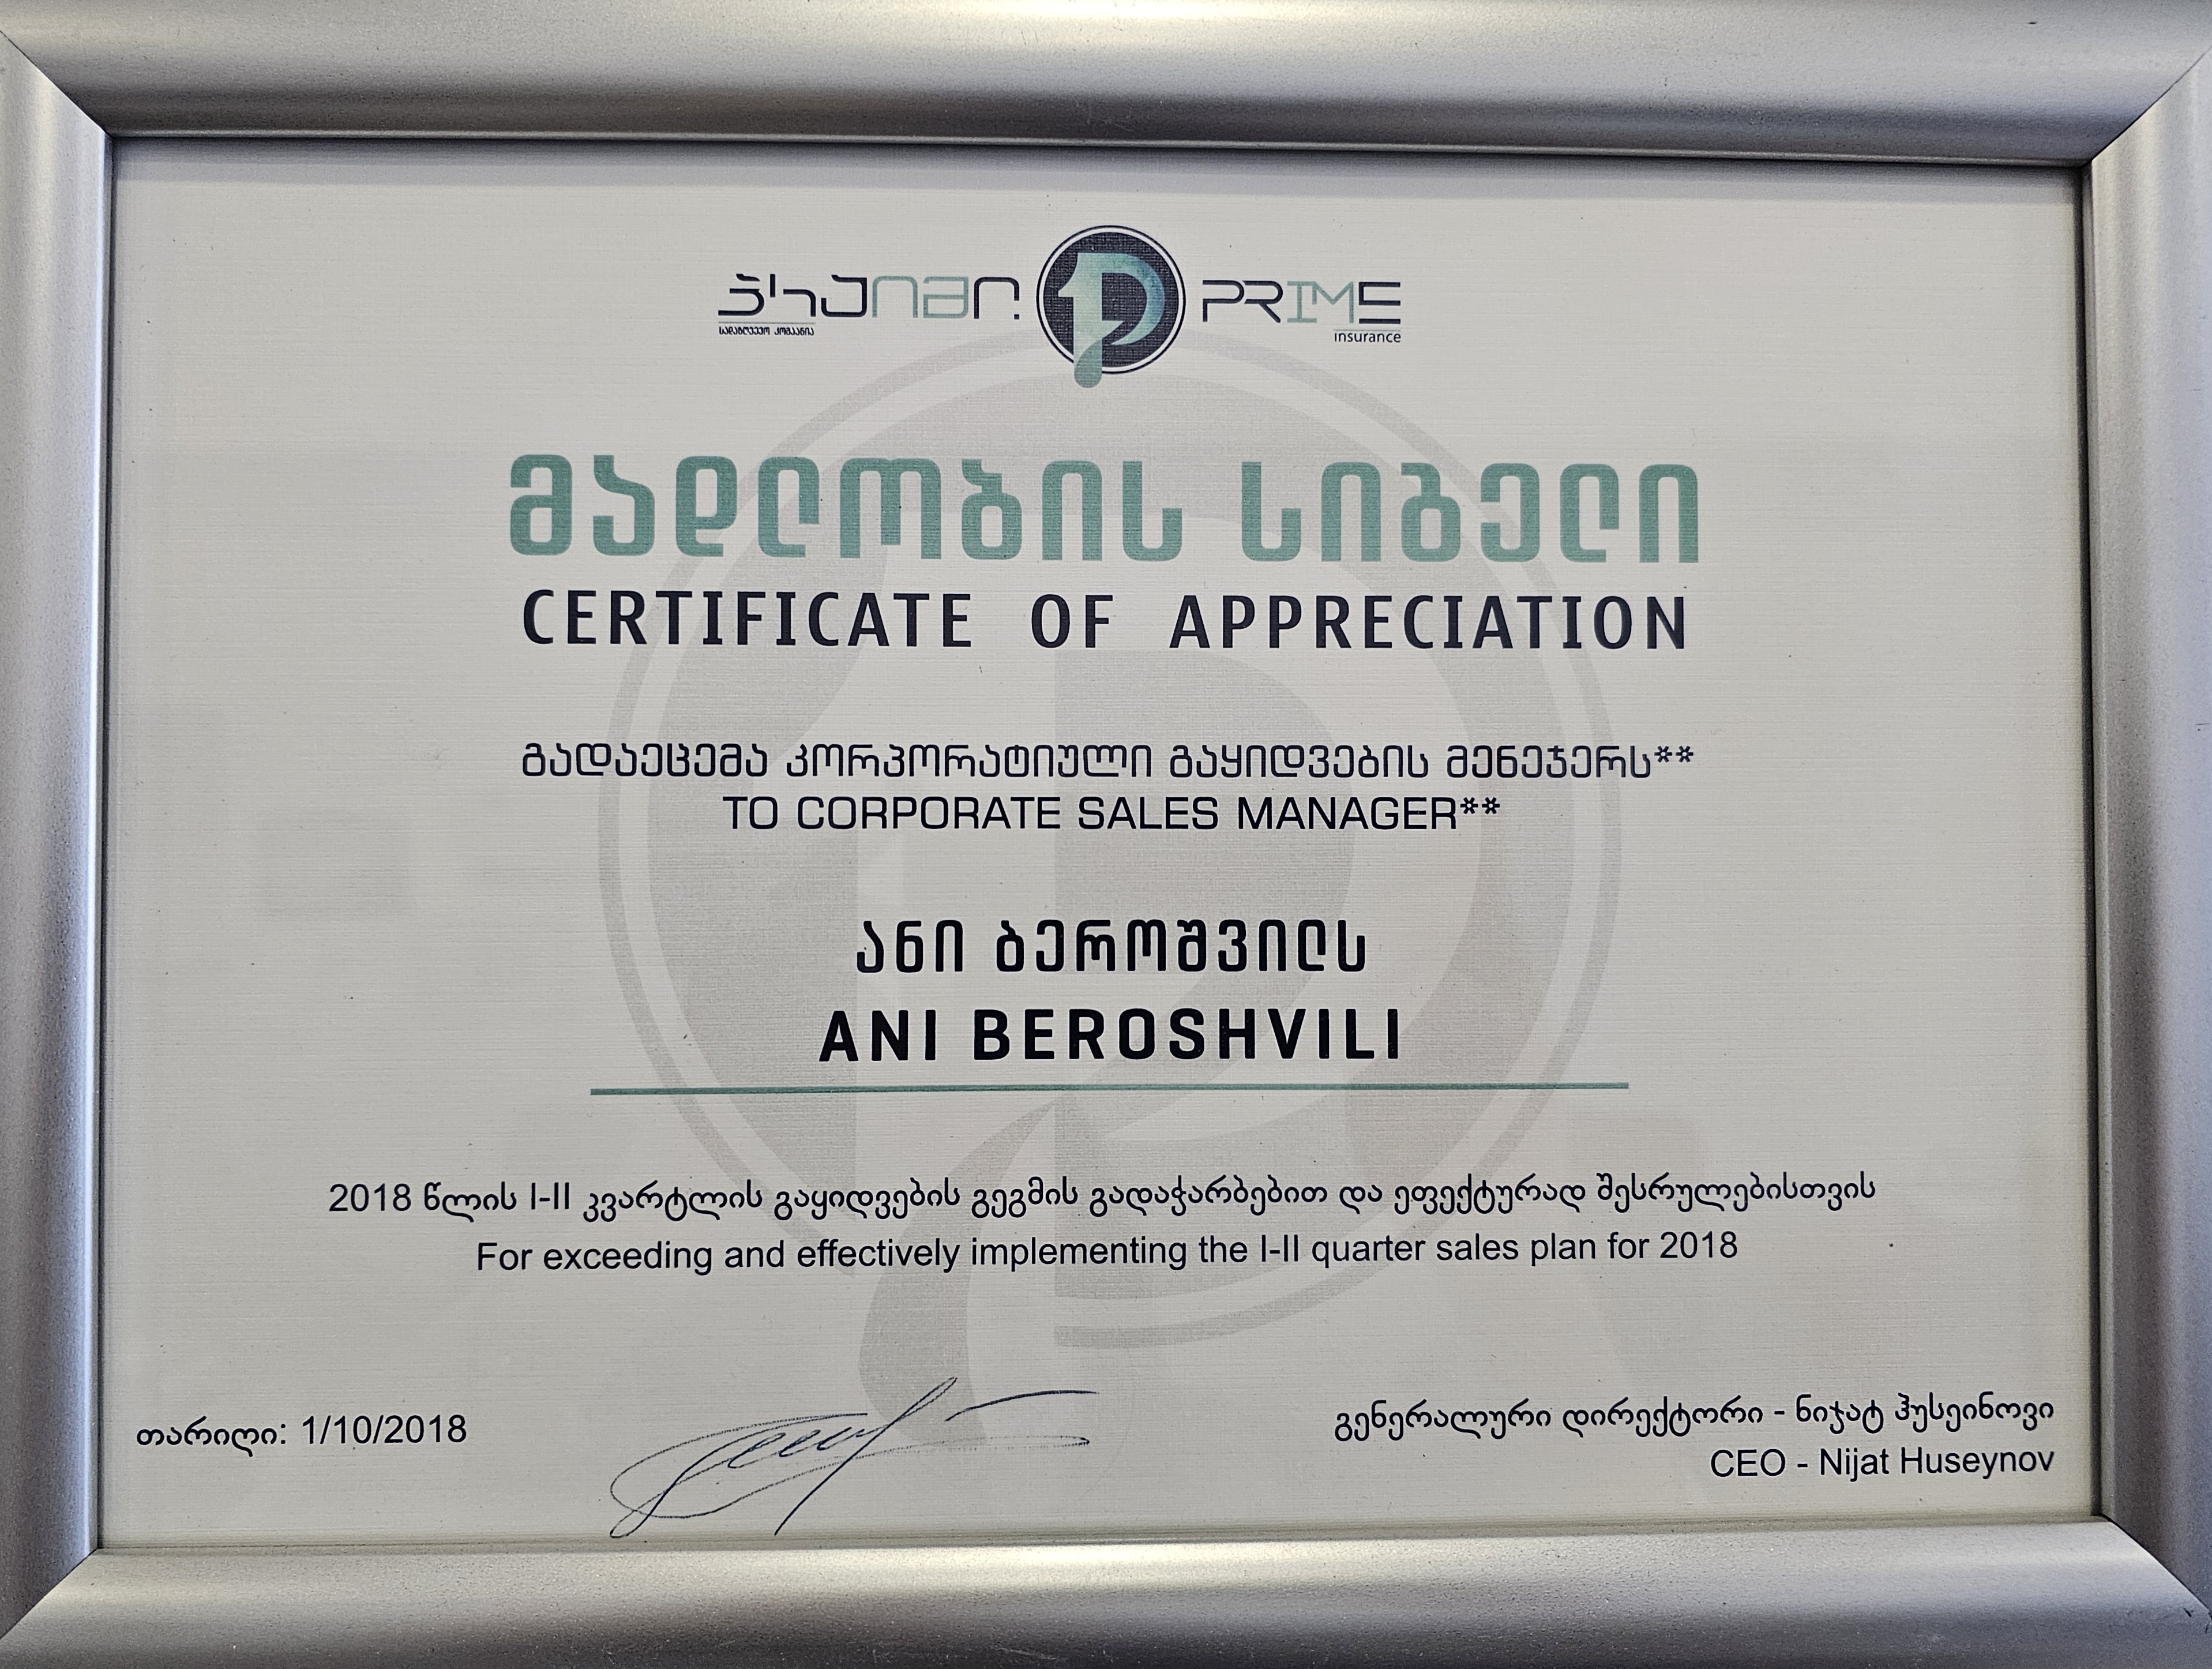 პრაიმი
სადაზღვევო კომპანია
PRIME
insurance
მადლობის სიგელი
CERTIFICATE OF APPRECIATION
გადაეცემა კორპორატიული გაყიდვების მენეჯერს**
TO CORPORATE SALES MANAGER**
ანი ბეროშვილს
ANI BEROSHVILI
2018 წლის I-II კვარტლის გაყიდვების გეგმის გადაჭარბებით და ეფექტურად შესრულებისთვის
For exceeding and effectively implementing the I-II quarter sales plan for 2018
თარიღი: 1/10/2018
გენერალური დირექტორი - ნიჯატ ჰუსეინოვი
CEO - Nijat Huseynov